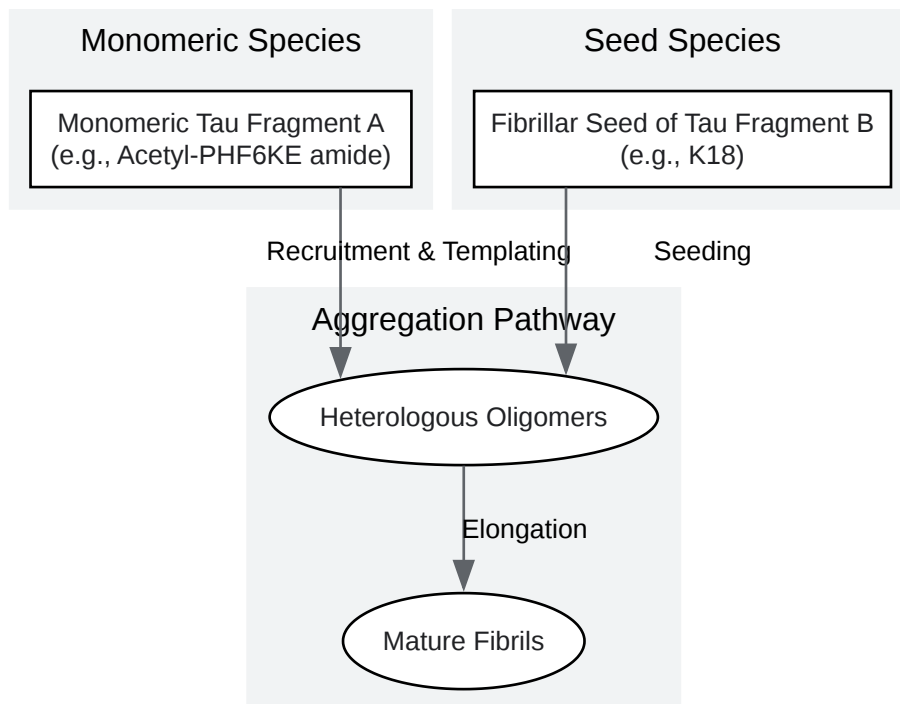 Monomeric Species
Seed Species
Monomeric Tau Fragment A
(e.g., Acetyl-PHF6KE amide)
Fibrillar Seed of Tau Fragment B
(e.g., K18)
Recruitment & Templating
Seeding
Aggregation Pathway
Heterologous Oligomers
Elongation
Mature Fibrils